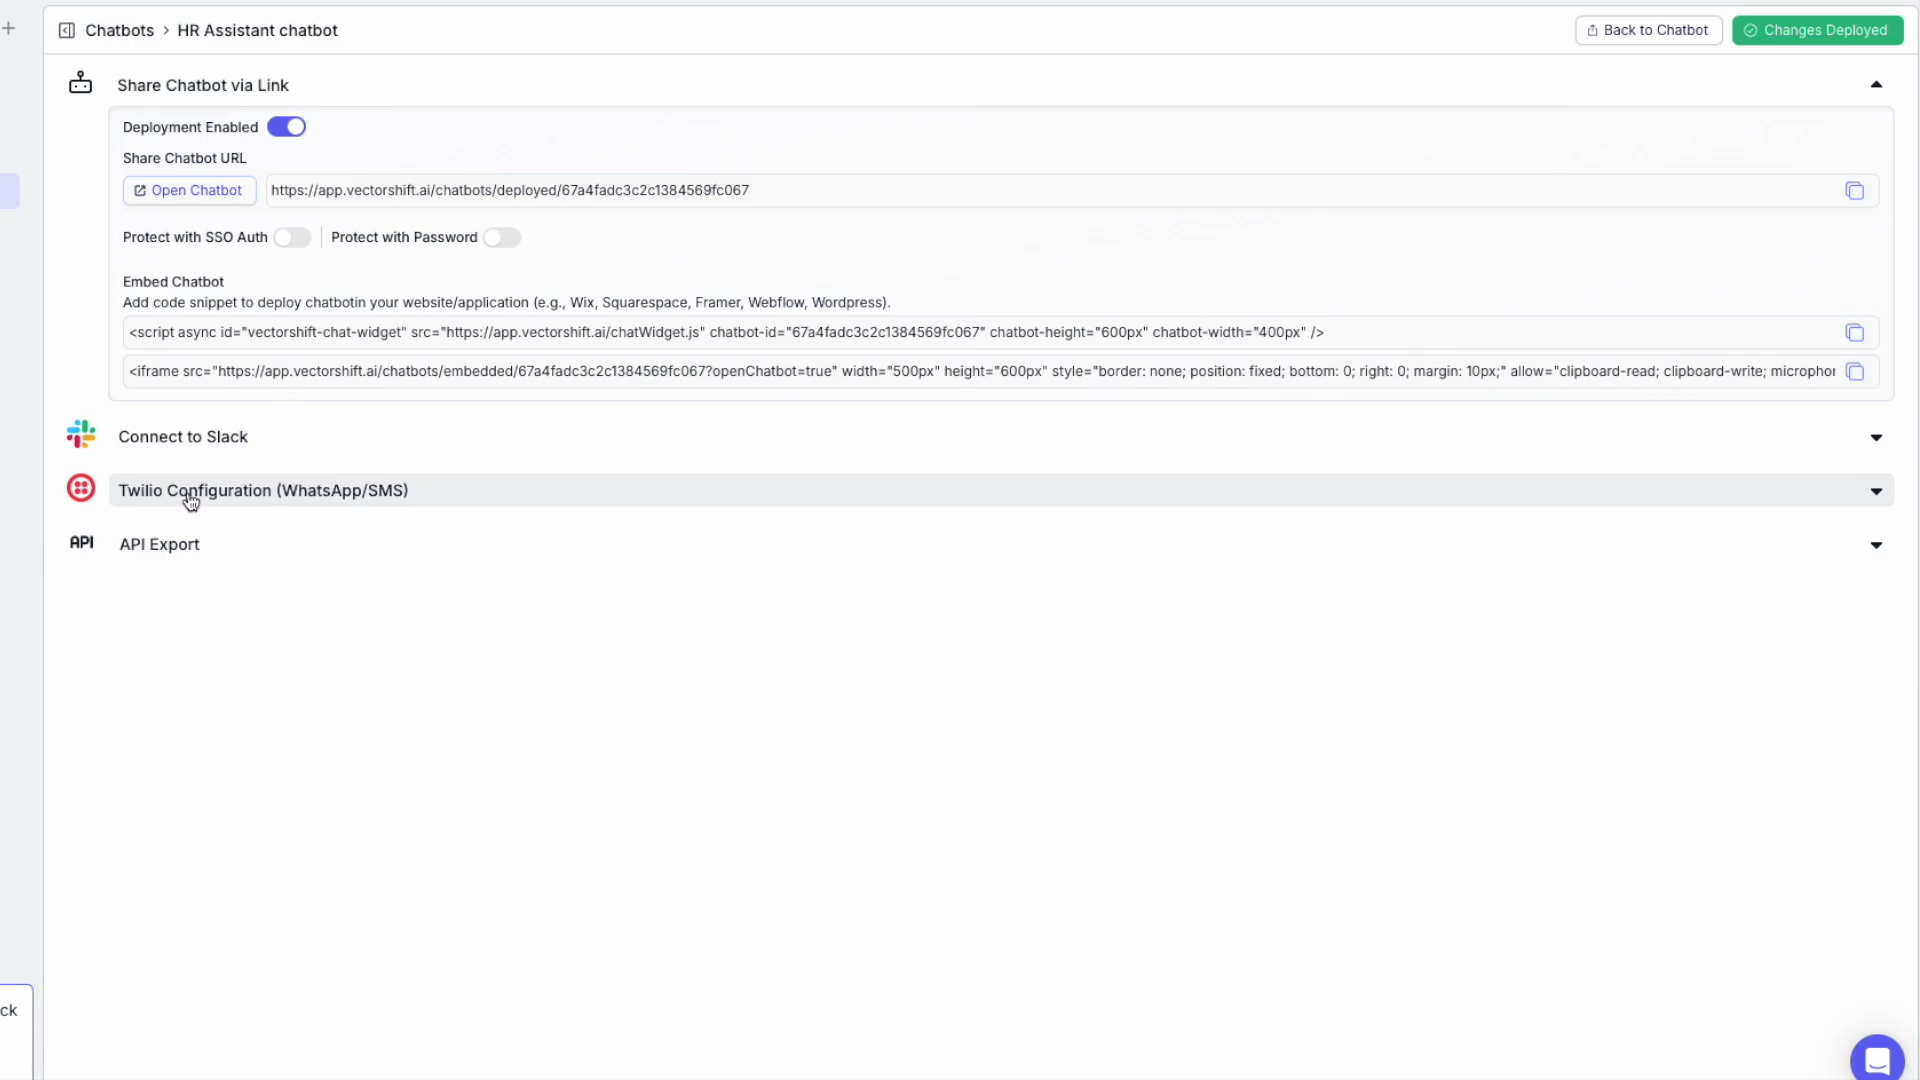 Chatbots > HR Assistant chatbot
Back to Chatbot
Changes Deployed
Share Chatbot via Link
Deployment Enabled
Share Chatbot URL
Open Chatbot
https://app.vectorshift.ai/chatbots/deployed/67a4fadc3c2c1384569fc067
Protect with SSO Auth
Protect with Password
Embed Chatbot
Add code snippet to deploy chatbotin your website/application (e.g., Wix, Squarespace, Framer, Webflow, Wordpress).
<script async id="vectorshift-chat-widget" src="https://app.vectorshift.ai/chatWidget.js" chatbot-id="67a4fadc3c2c1384569fc067" chatbot-height="600px" chatbot-width="400px" />
<iframe src="https://app.vectorshift.ai/chatbots/embedded/67a4fadc3c2c1384569fc067?openChatbot=true" width="500px" height="600px" style="border: none; position: fixed; bottom: 0; right: 0; margin: 10px;" allow="clipboard-read; clipboard-write; microphor
Connect to Slack
Twilio Configuration (WhatsApp/SMS)
API API Export
ck